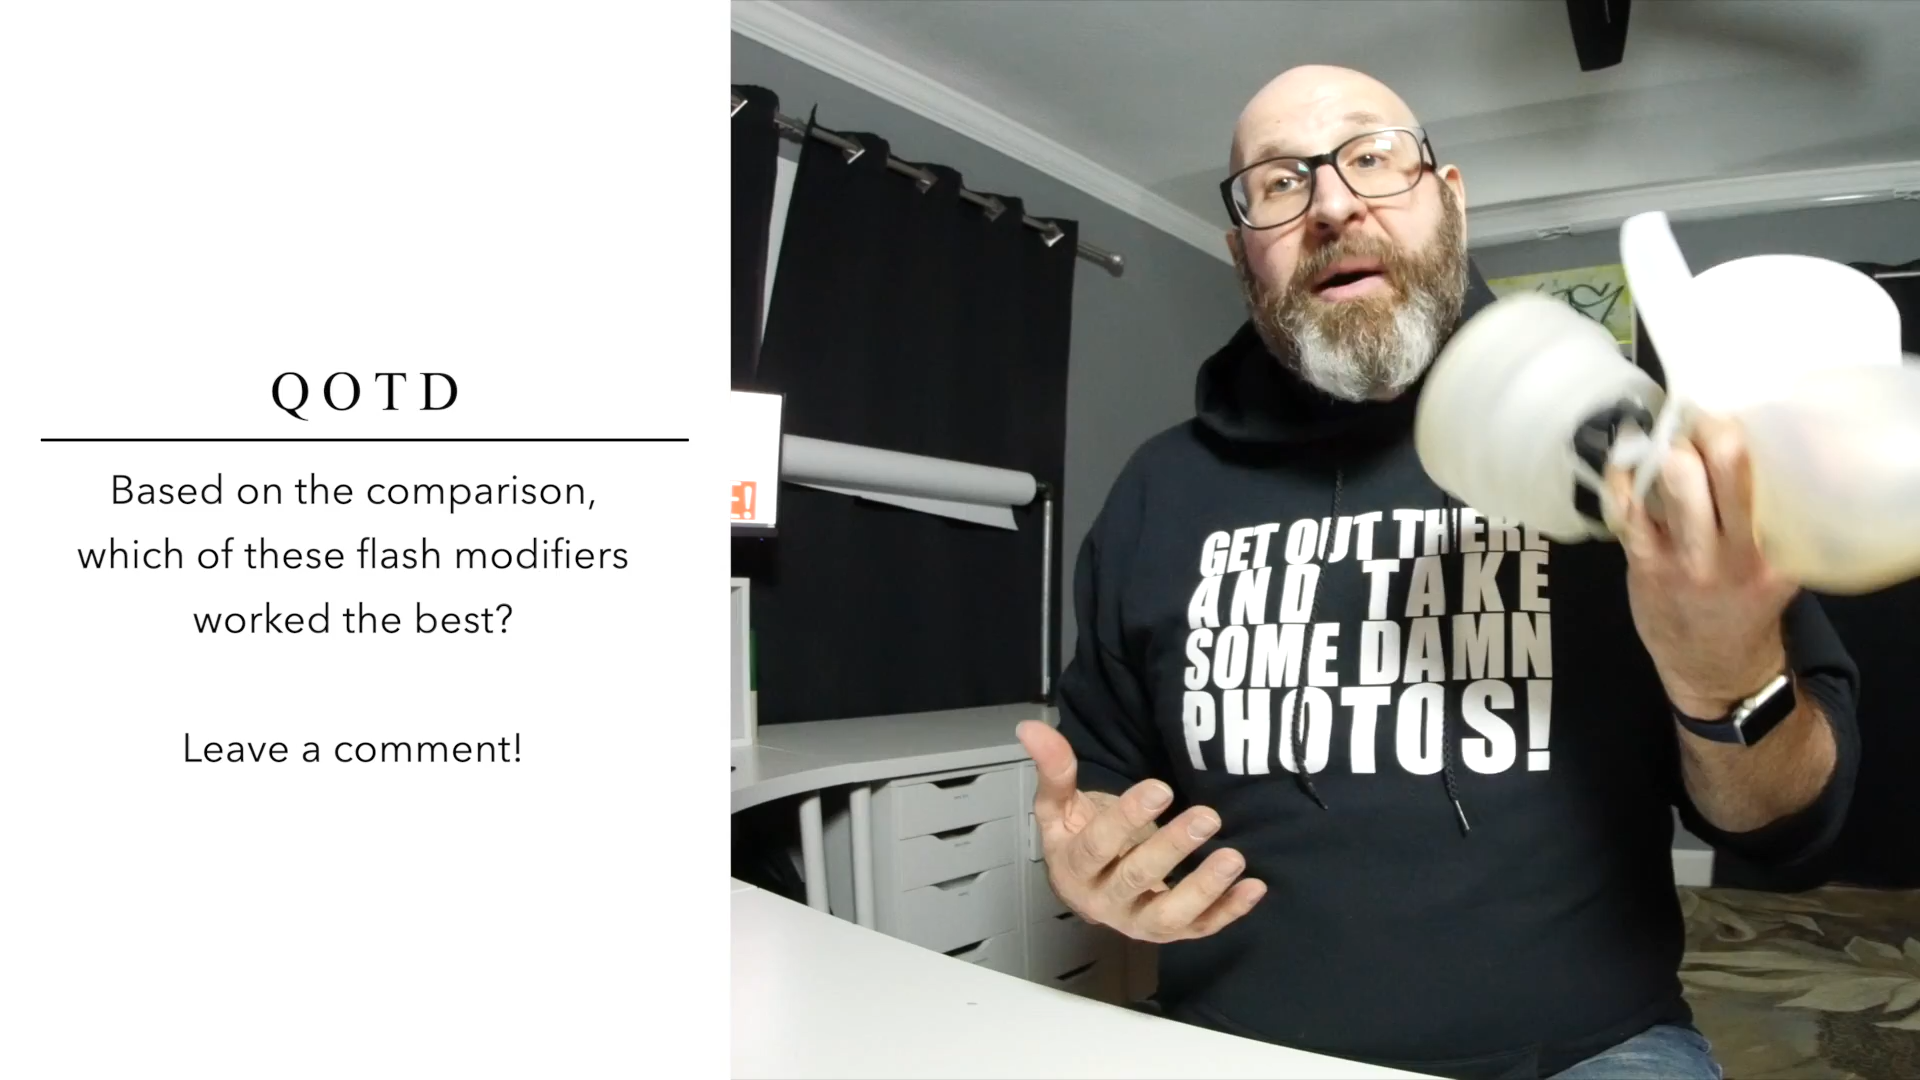 QOTD
Based on the comparison,
which of these flash modifiers
worked the best?
Leave a comment!
GET OUT THERE
AND TAKE
SOME DAMN
PHOTOS!